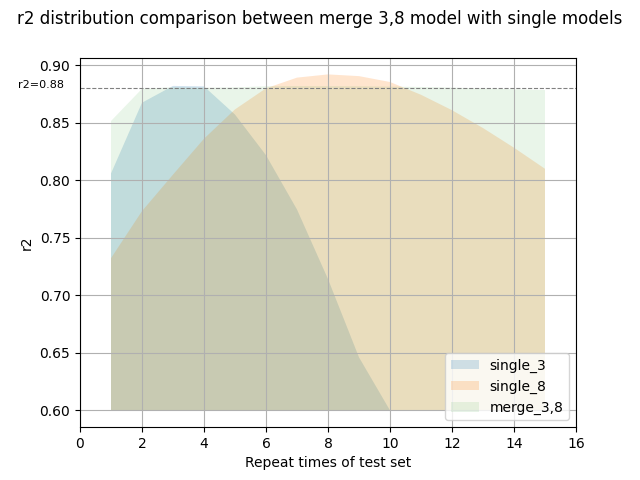 r2 distribution comparison between merge 3,8 model with single models
0.90
r2=0.88
0.85
0.80
0.75
r2
0.70
0.65
0.60
single_3
single_8
merge_3,8
0 2 4 6 8 10 12 14 16
Repeat times of test set